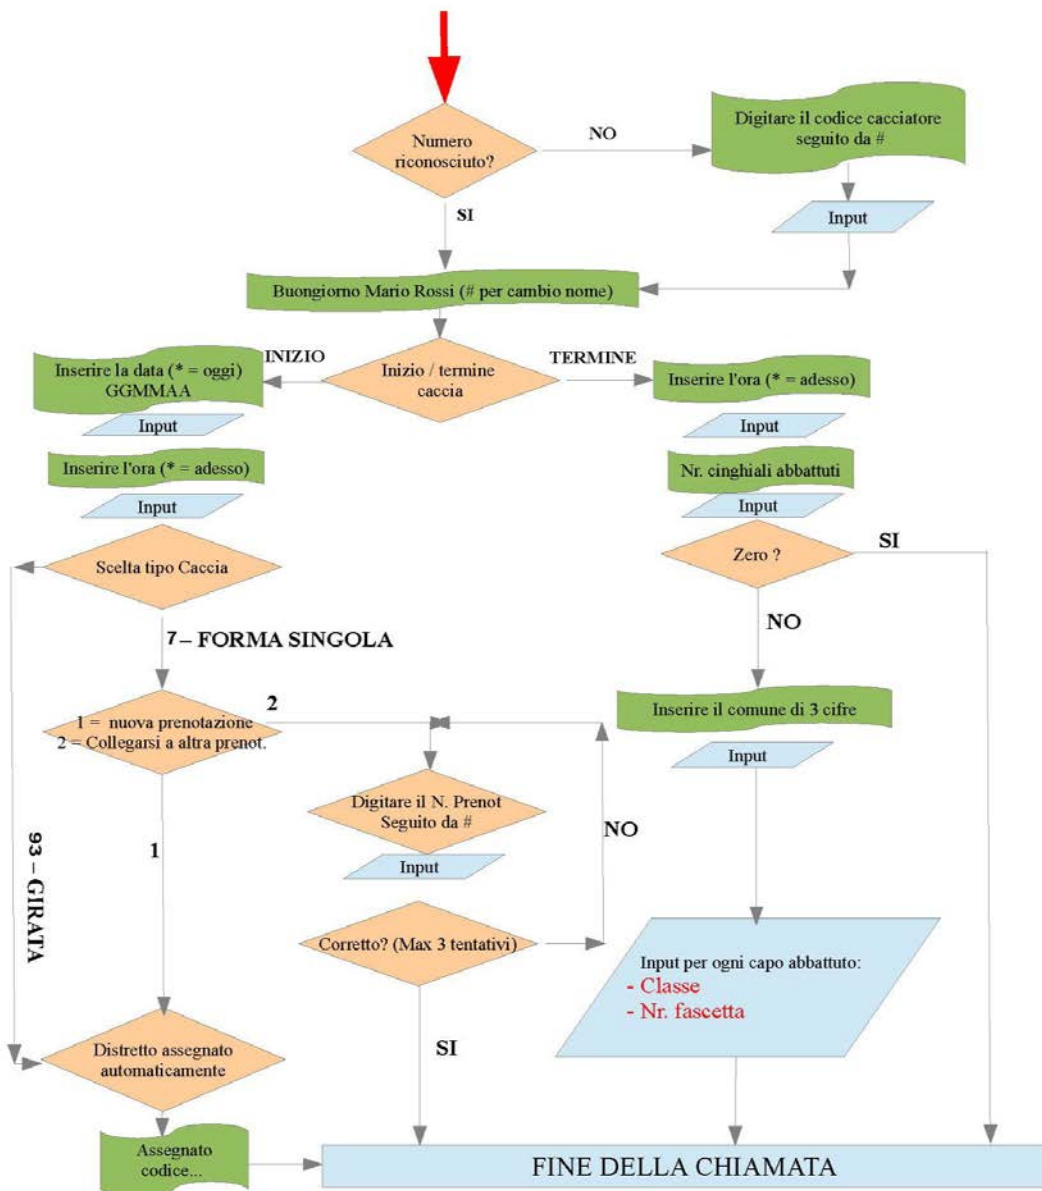 Numero
riconosciuto?
NO
Digitare il codice cacciatore
seguito da #
Input
SI
Buongiorno Mario Rossi (# per cambio nome)
Inizio / termine
caccia
INIZIO
Inserire la data (* = oggi)
GGMMAA
Input
Inserire l'ora (* = adesso)
Input
Scelta tipo Caccia
7 – FORMA SINGOLA
1 = nuova prenotazione
2 = Collegarsi a altra prenot.
2
Digitare il N. Prenot
Seguito da #
Input
Corretto? (Max 3 tentativi)
NO
SI
1
93 – GIRATA
Distretto assegnato
automaticamente
Assegnato
codice...
TERMINE
Inserire l'ora (* = adesso)
Input
Nr. cinghiali abbattuti
Input
Zero ?
SI
NO
Inserire il comune di 3 cifre
Input
Input per ogni capo abbattuto:
- Classe
- Nr. fascetta
FINE DELLA CHIAMATA